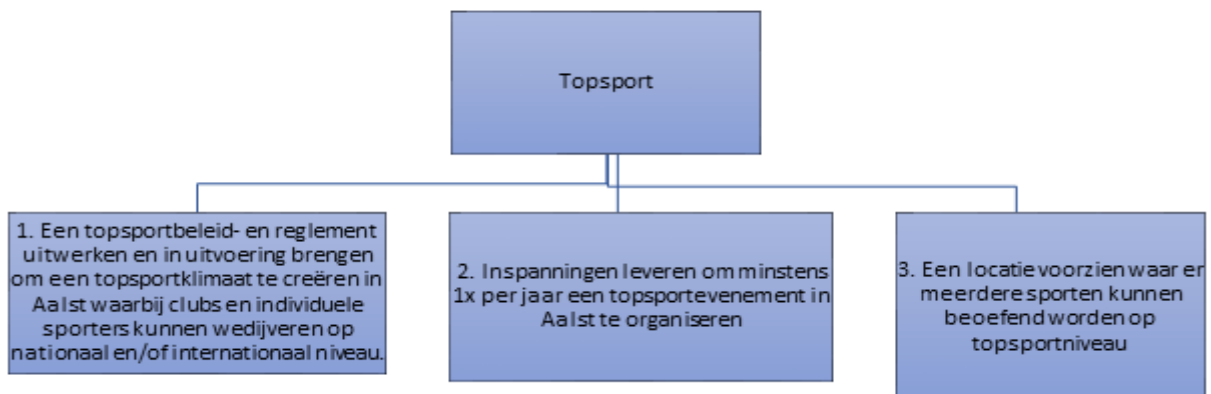 Topsport
1. Een topsportbeleid- en reglement
uitwerken en in uitvoering brengen
om een topsportklimaat te creëren in
Aalst waarbij clubs en individuele
sporters kunnen wedijveren op
nationaal en/of internationaal niveau.
2. Inspanningen leveren om minstens
1x per jaar een topsportevenement in
Aalst te organiseren
3. Een locatie voorzien waar er
meerdere sporten kunnen
beoefend worden op
topsportniveau